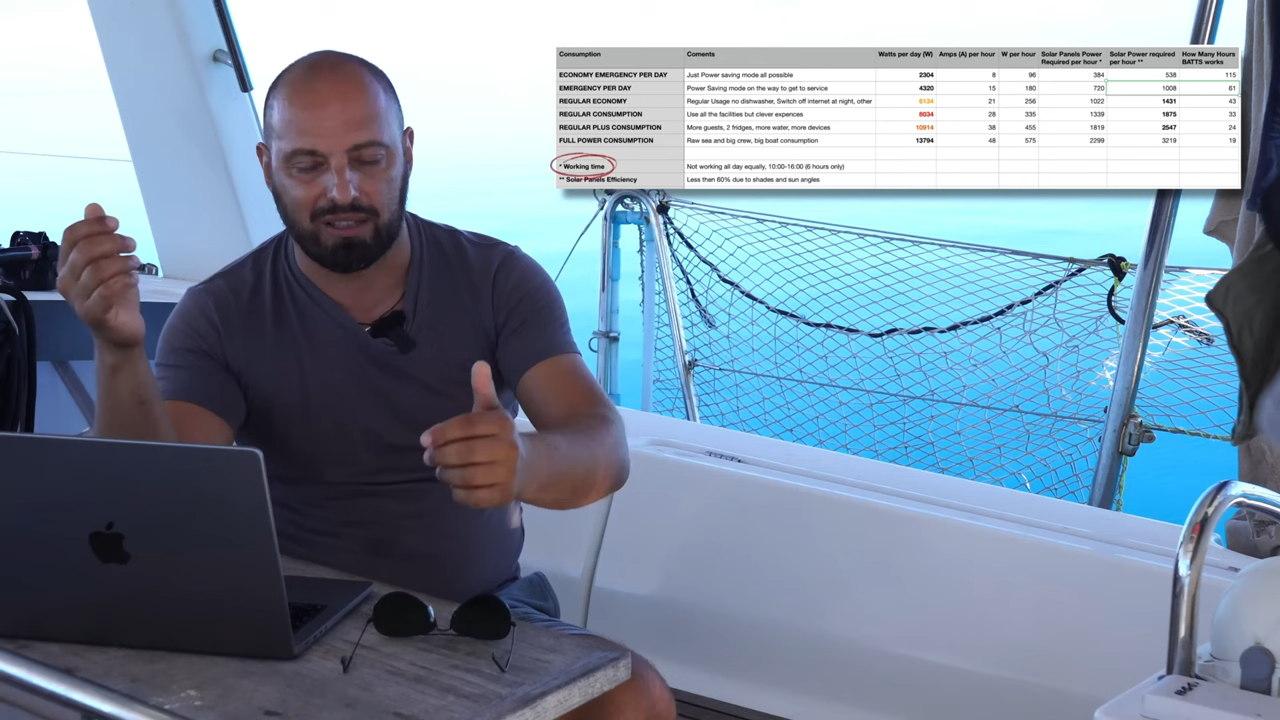 Consumption Coments Watts per day (W) Amps (A) per hour W per hour Solar Panels Power Required per hour * Solar Power required per hour ** How Many Hours BATTS works
ECONOMY EMERGENCY PER DAY Just Power saving mode all possible 2304 8 96 384 538 115
EMERGENCY PER DAY Power Saving mode on the way to get to service 4320 15 180 720 1008 61
REGULAR ECONOMY Regular Usage no dishwasher, Switch off internet at night, other 6134 21 256 1022 1431 43
REGULAR CONSUMPTION Use all the facilities but clever expences 8034 28 335 1339 1875 33
REGULAR PLUS CONSUMPTION More guests, 2 fridges, more water, more devices 10914 38 455 1819 2547 24
FULL POWER CONSUMPTION Raw sea and big crew, big boat consumption 13794 48 575 2299 3219 19
* Working time Not working all day equally, 10:00-16:00 (6 hours only)
** Solar Panels Efficiency Less then 60% due to shades and sun angles